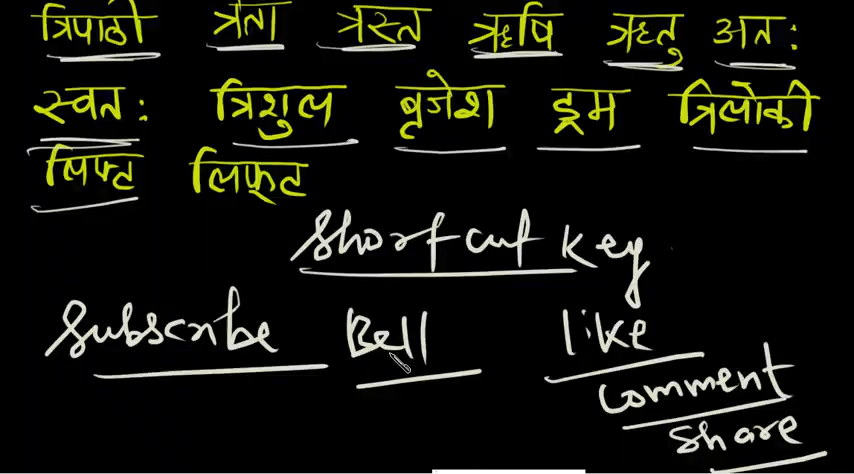 त्रिपाठी त्रेता त्रस्त ऋषि ऋतु अत :
स्वत : त्रिशुल बृजेश ड्रम त्रिलोकी
लिफ्ट लिफ्‌ट
Shortcut key
Subscribe Bell like
comment
share